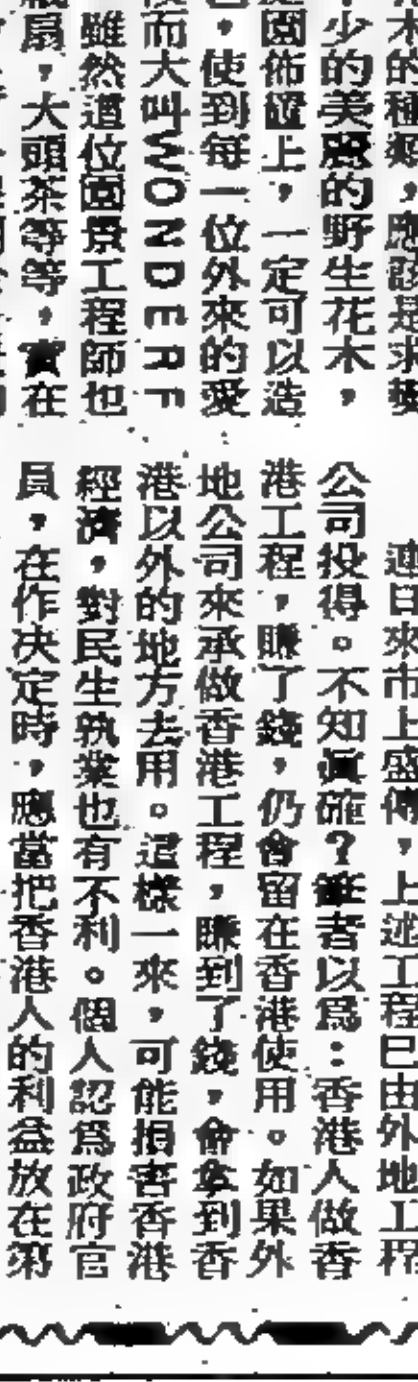 木的種類，應該是求
少的美麗的野生花木，
園佈置上，一定可以造
，使到每一位外來的愛
而大叫WONDERF
雖然這位園景工程師也
扇，大頭茶等等，實在
連日來市上盛傳，上述工程已由外地工程
公司投得。不知眞確？筆者以爲：香港人做香
港工程，賺了錢，仍會留在香港使用。如果外
地公司來承做香港工程，賺到了錢，會拿到香
港以外的地方去用。這樣一來，可能損害香港
經濟，對民生執業也有不利。個人認爲政府官
員，在作決定時，應當把香港人的利益放在第